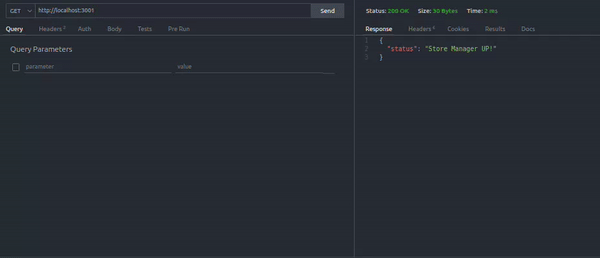 GET http://localhost:3001 Send
Query Headers 2 Auth Body Tests Pre Run
Query Parameters
parameter value
Status: 200 OK Size: 30 Bytes Time: 2 ms
Response Headers 6 Cookies Results Docs
1 {
2 "status": "Store Manager UP!"
3 }